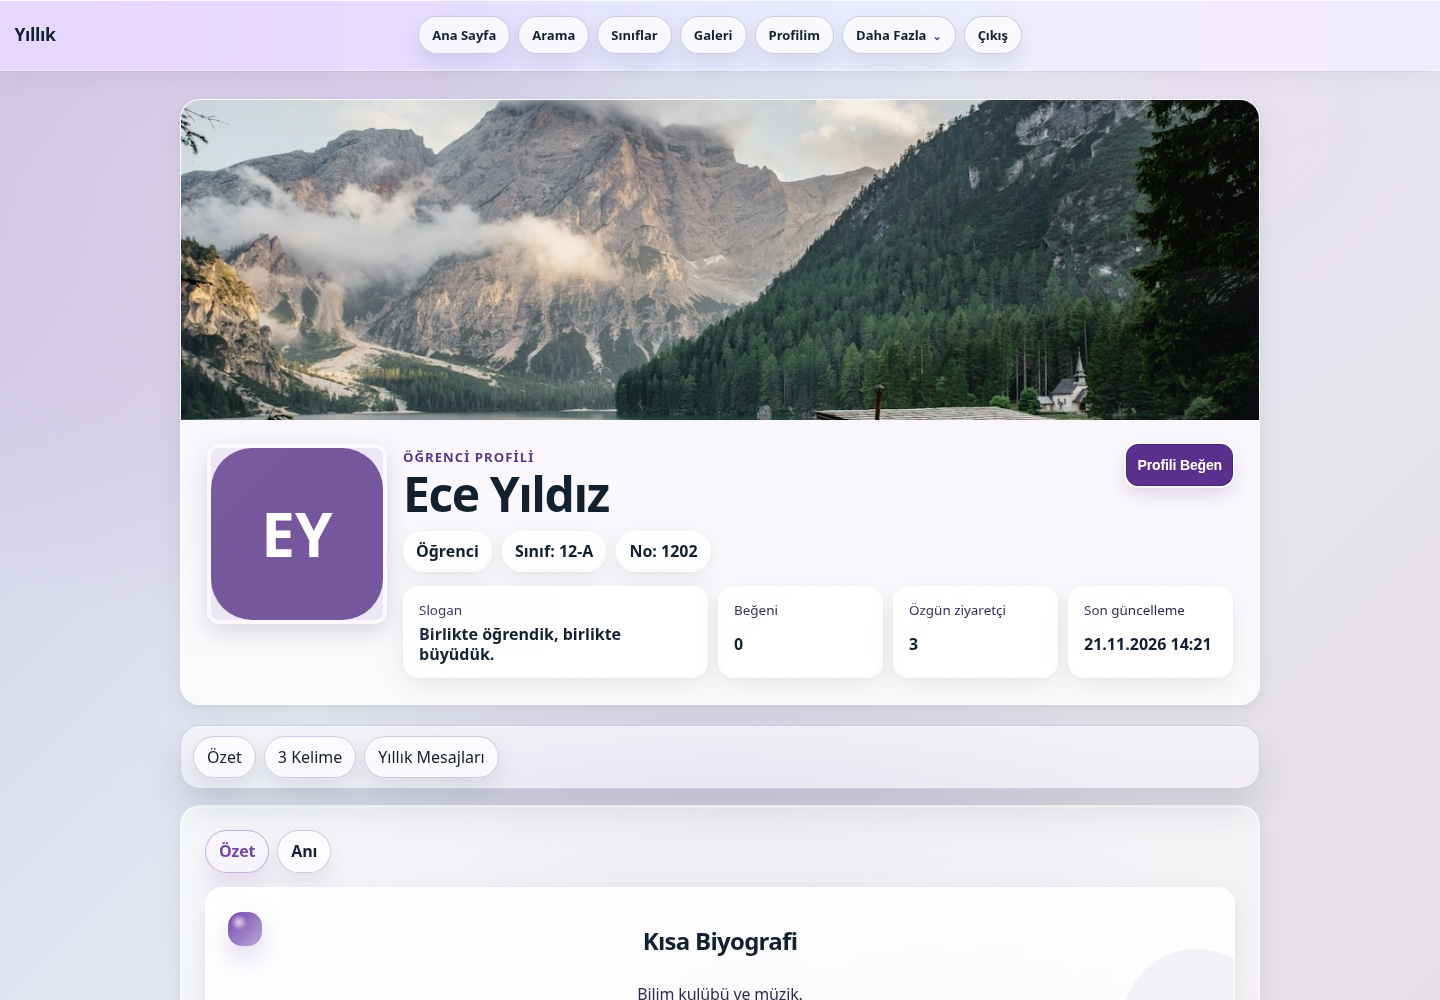 Yıllık
Ana Sayfa
Arama
Sınıflar
Galeri
Profilim
Daha Fazla
Çıkış
ÖĞRENCİ PROFİLİ
Profili Beğen
EY
Ece Yıldız
Öğrenci
Sınıf: 12-A
No: 1202
Slogan
Birlikte öğrendik, birlikte
büyüdük.
Beğeni
0
Özgün ziyaretçi
3
Son güncelleme
21.11.2026 14:21
Özet
3 Kelime
Yıllık Mesajları
Özet
Anı
Kısa Biyografi
Bilim kulübü ve müzik.